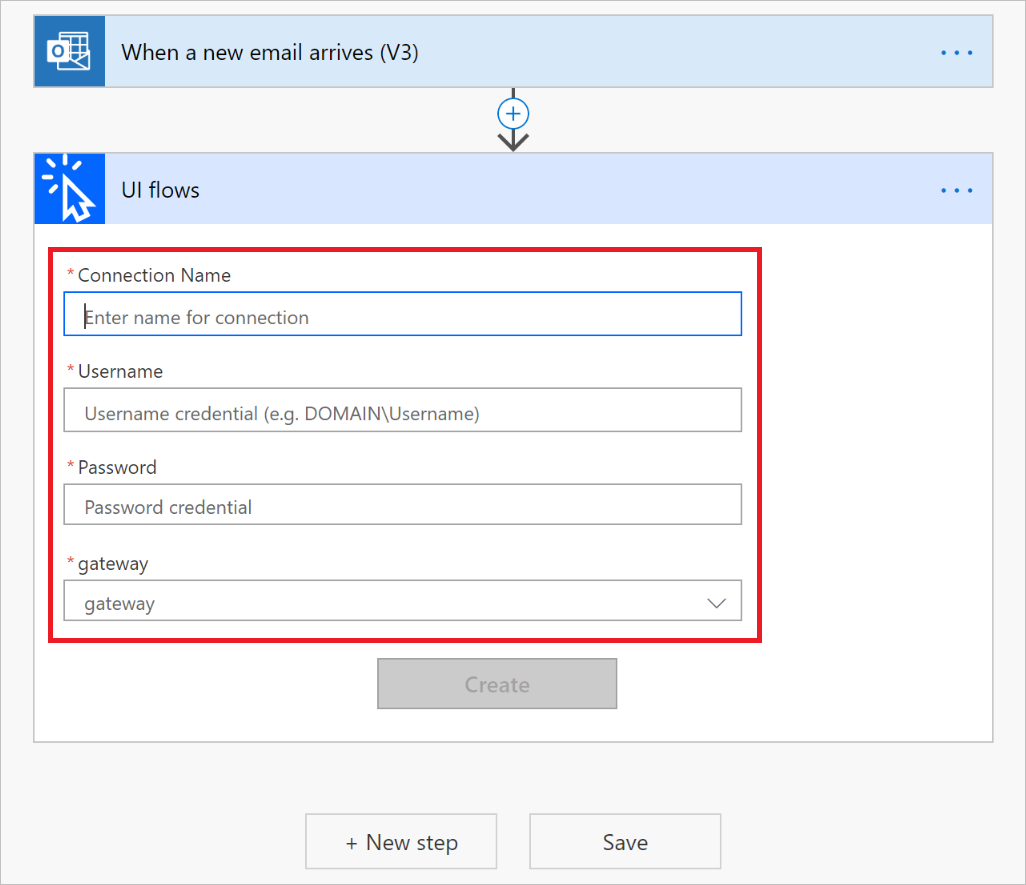 When a new email arrives (V3)
UI flows
* Connection Name
Enter name for connection
* Username
Username credential (e.g. DOMAIN\Username)
* Password
Password credential
* gateway
gateway
Create
+ New step
Save